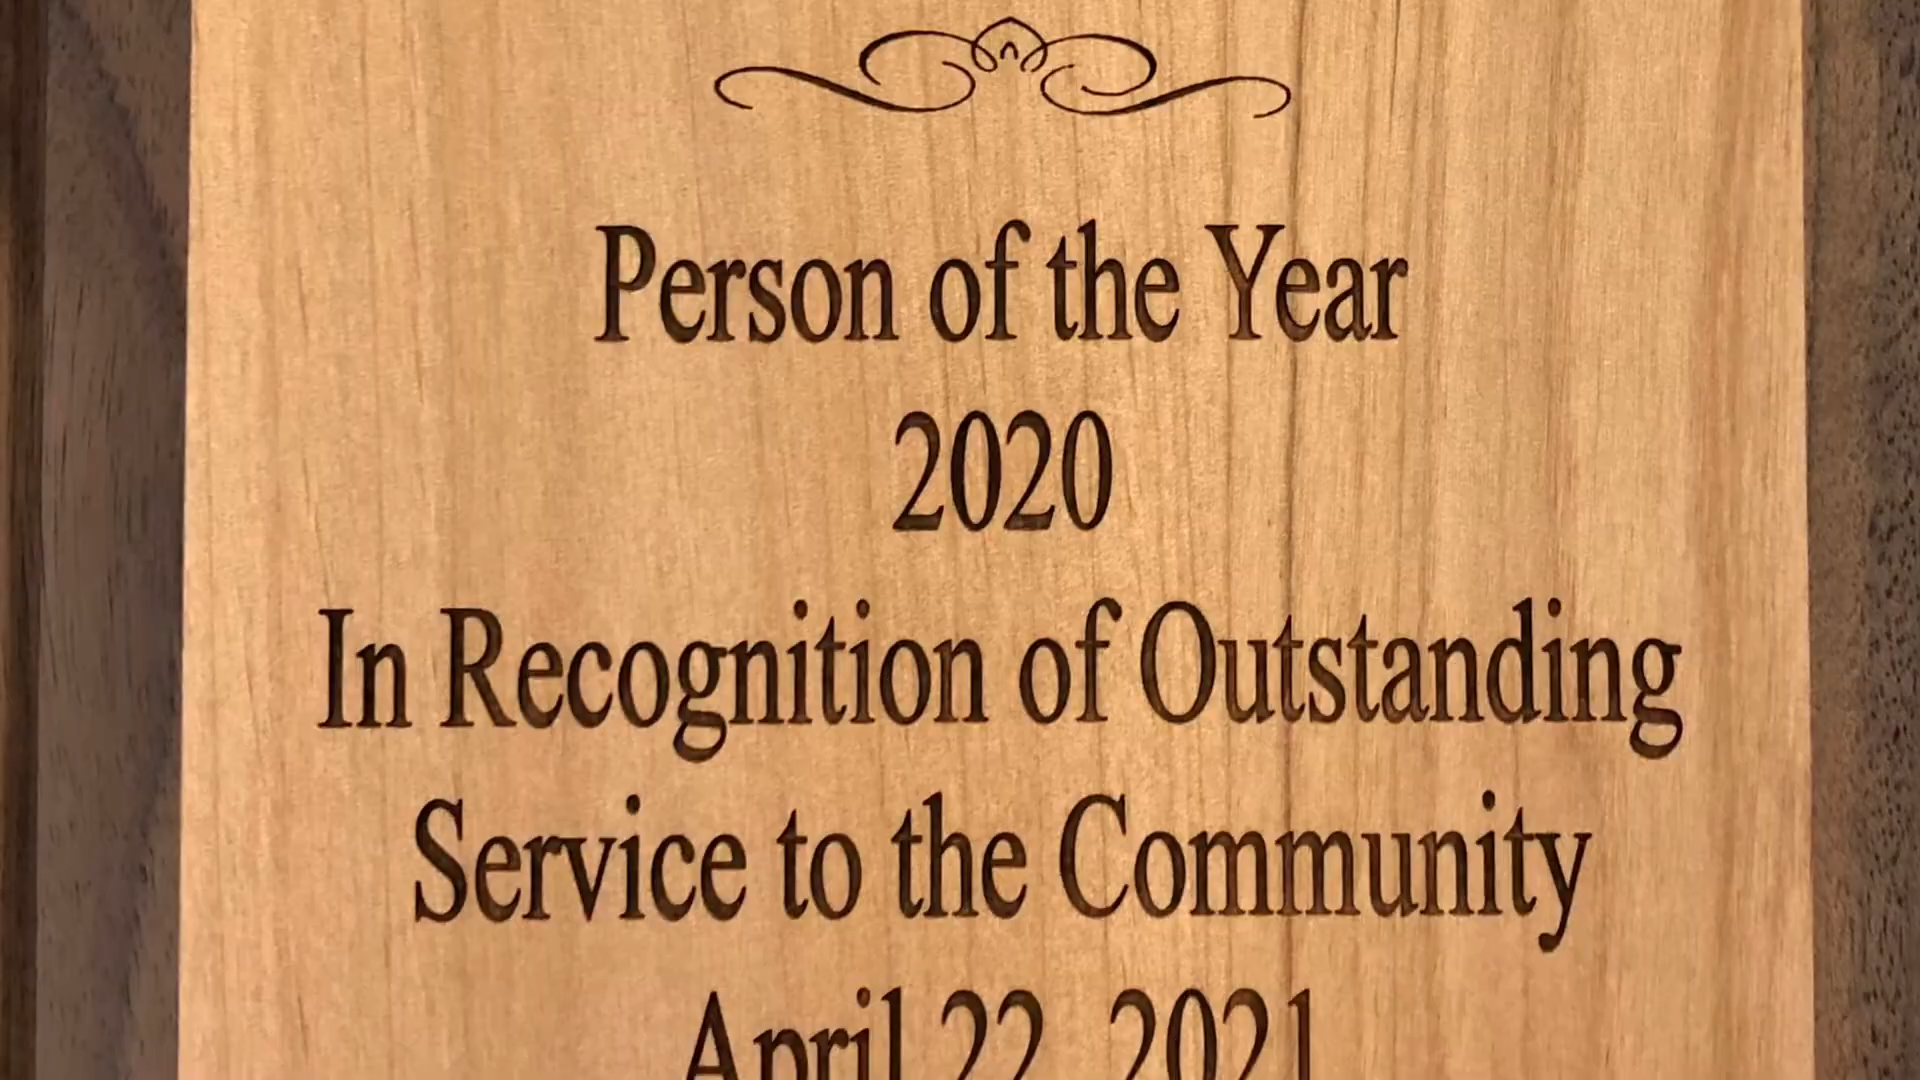 Person of the Year
2020
In Recognition of Outstanding
Service to the Community
April 22, 2021